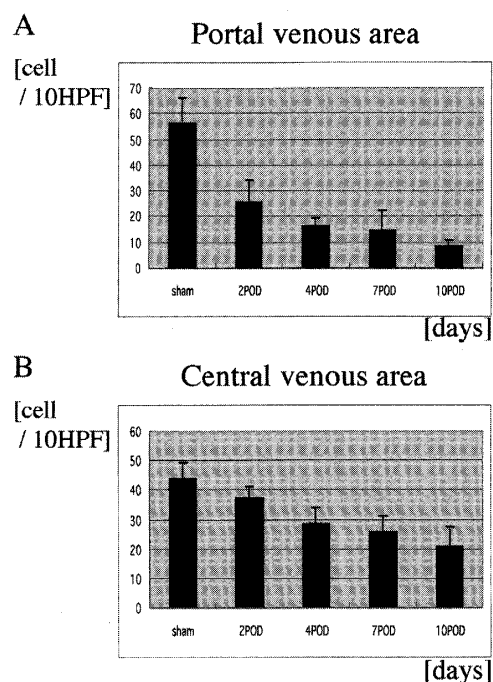 A
Portal venous area
[cell
/ 10HPF]
70
60
50
40
30
20
10
0
sham 2POD 4POD 7POD 10POD
[days]
B
Central venous area
[cell
/ 10HPF]
60
50
40
30
20
10
0
sham 2POD 4POD 7POD 10POD
[days]